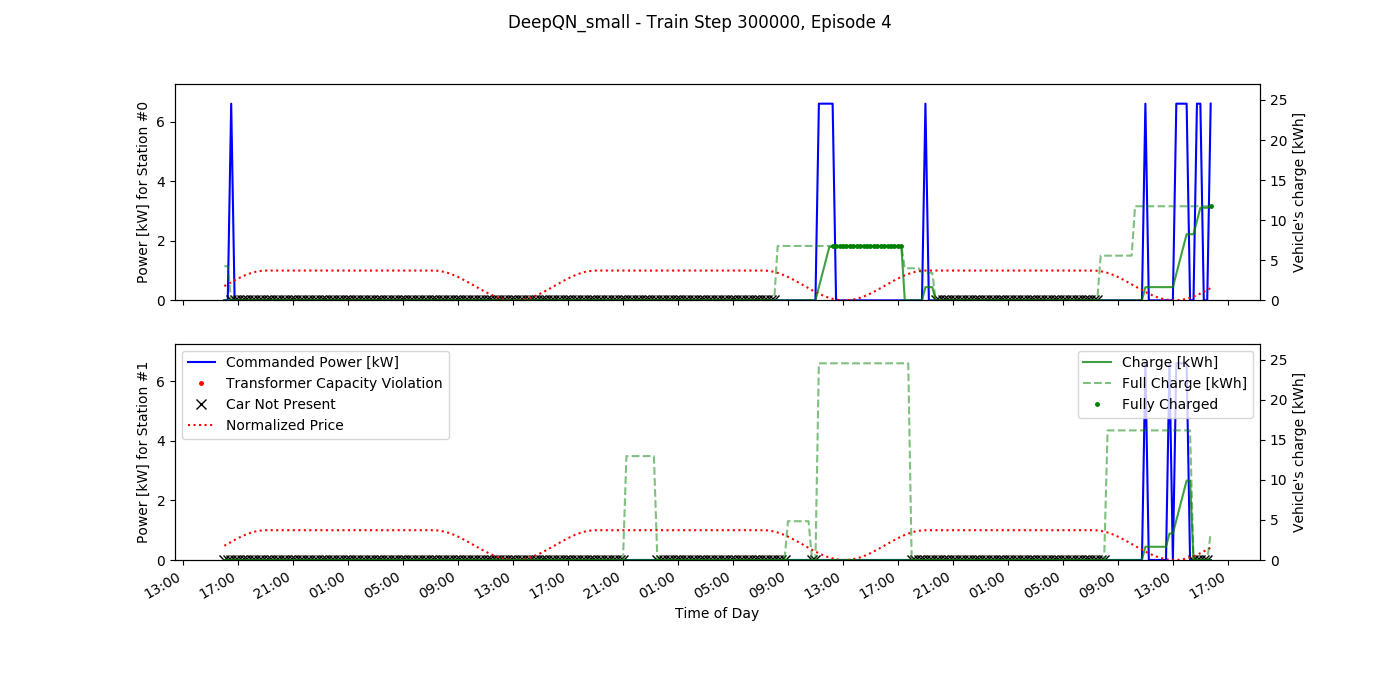 DeepQN_small - Train Step 300000, Episode 4
Power [kW] for Station #0
6
4
2
0
25
20
15
10
5
0
Vehicle's charge [kWh]
Power [kW] for Station #1
6
4
2
0
Commanded Power [kW]
Transformer Capacity Violation
Car Not Present
Normalized Price
Charge [kWh]
Full Charge [kWh]
Fully Charged
25
20
15
10
5
0
Vehicle's charge [kWh]
13:00 17:00 21:00 01:00 05:00 09:00 13:00 17:00 21:00 01:00 05:00 09:00 13:00 17:00 21:00 01:00 05:00 09:00 13:00 17:00
Time of Day